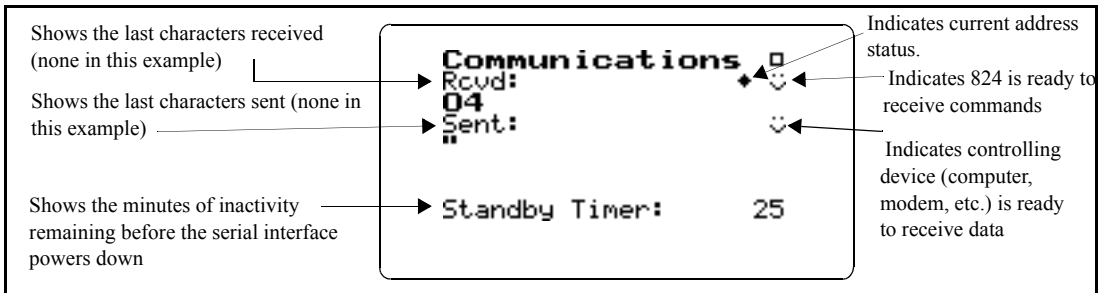 Shows the last characters received
(none in this example)
Shows the last characters sent (none in
this example)
Shows the minutes of inactivity
remaining before the serial interface
powers down
Communications
Rcvd:
04
Sent:
"
Standby Timer: 25
Indicates current address
status.
Indicates 824 is ready to
receive commands
Indicates controlling
device (computer,
modem, etc.) is ready
to receive data